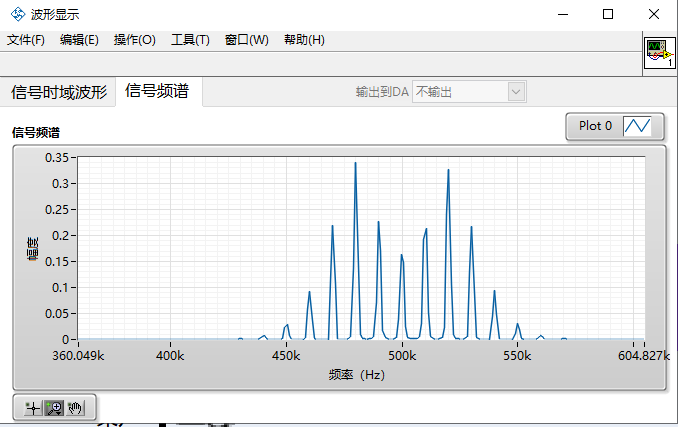 波形显示
文件(F) 编辑(E) 操作(O) 工具(T) 窗口(W) 帮助(H)
1
信号时域波形 信号频谱 输出到DA 不输出
信号频谱
Plot 0
幅度
0.35
0.3
0.25
0.2
0.15
0.1
0.05
0
360.049k 400k 450k 500k 550k 604.827k
频率（Hz）